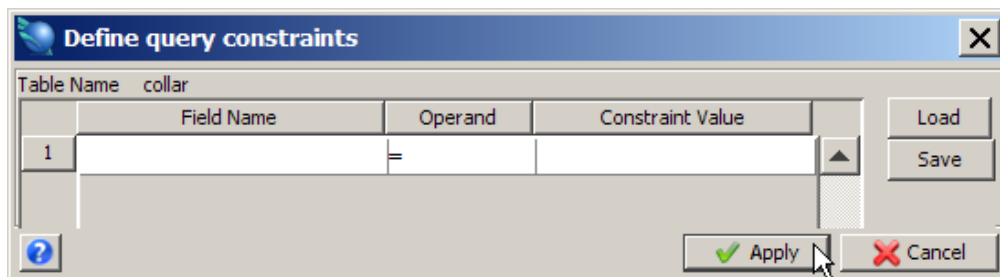 Define query constraints
Table Name collar
Field Name Operand Constraint Value
Load
1 =
Save
? Apply Cancel